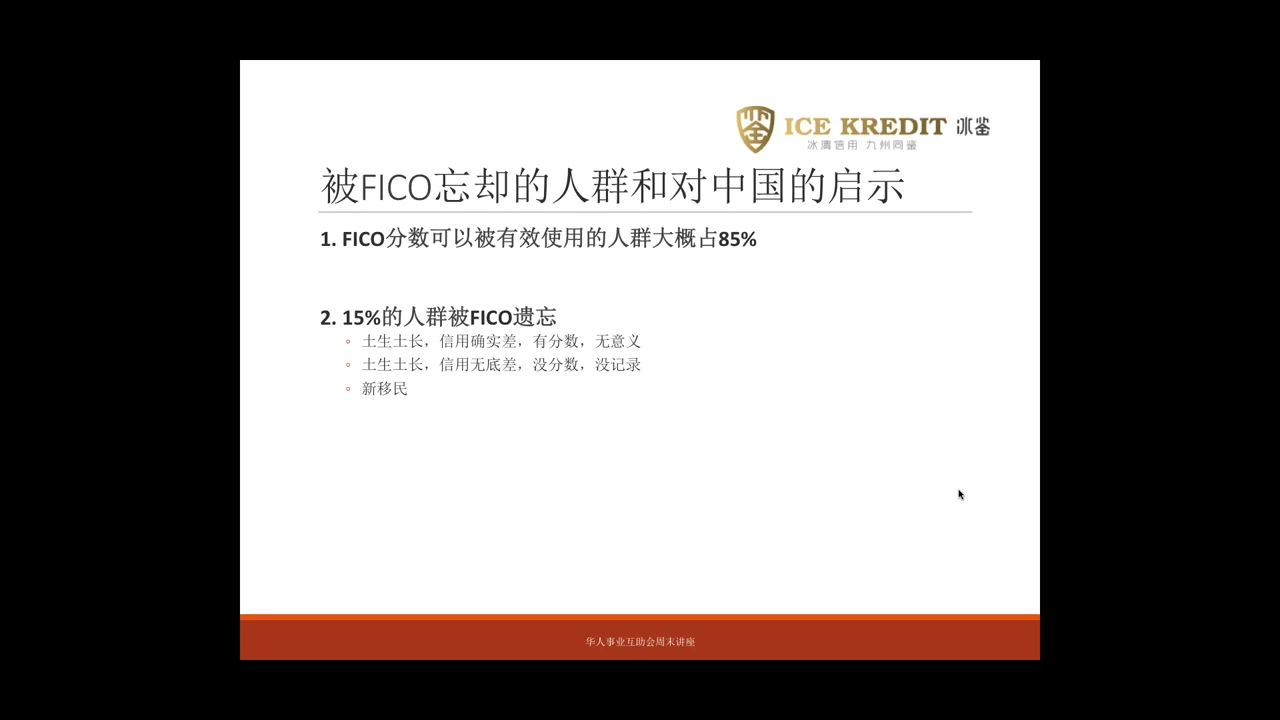 ICE KREDIT 冰鉴
冰清信用 九州同鉴
被FICO忘却的人群和对中国的启示
1. FICO分数可以被有效使用的人群大概占85%
2. 15%的人群被FICO遗忘
土生土长，信用确实差，有分数，无意义
土生土长，信用无底差，没分数，没记录
新移民
华人事业互助会周末讲座